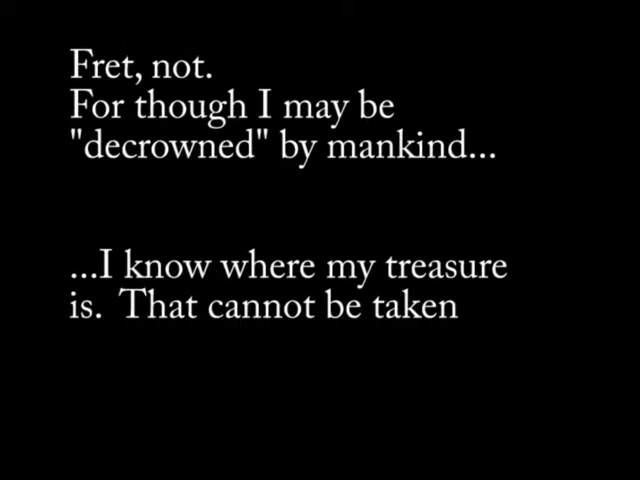 Fret, not.
For though I may be
"decrowned" by mankind...
...I know where my treasure
is.  That cannot be taken